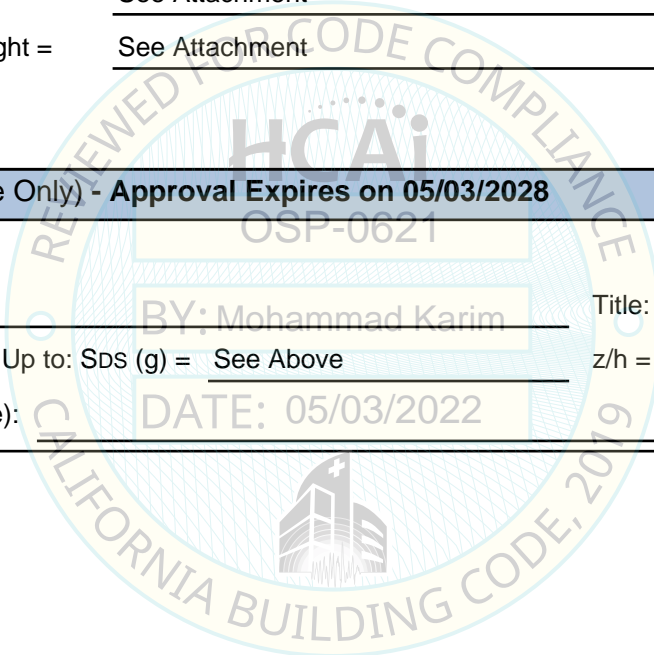 See Attachment
ght = See Attachment
REVIEWED FOR CODE COMPLIANCE
HCAi
e Only) - Approval Expires on 05/03/2028
OSP-0621
BY: Mohammad Karim
Title:
Up to: SDS (g) = See Above z/h =
DATE: 05/03/2022
e):
CALIFORNIA BUILDING CODE, 2019